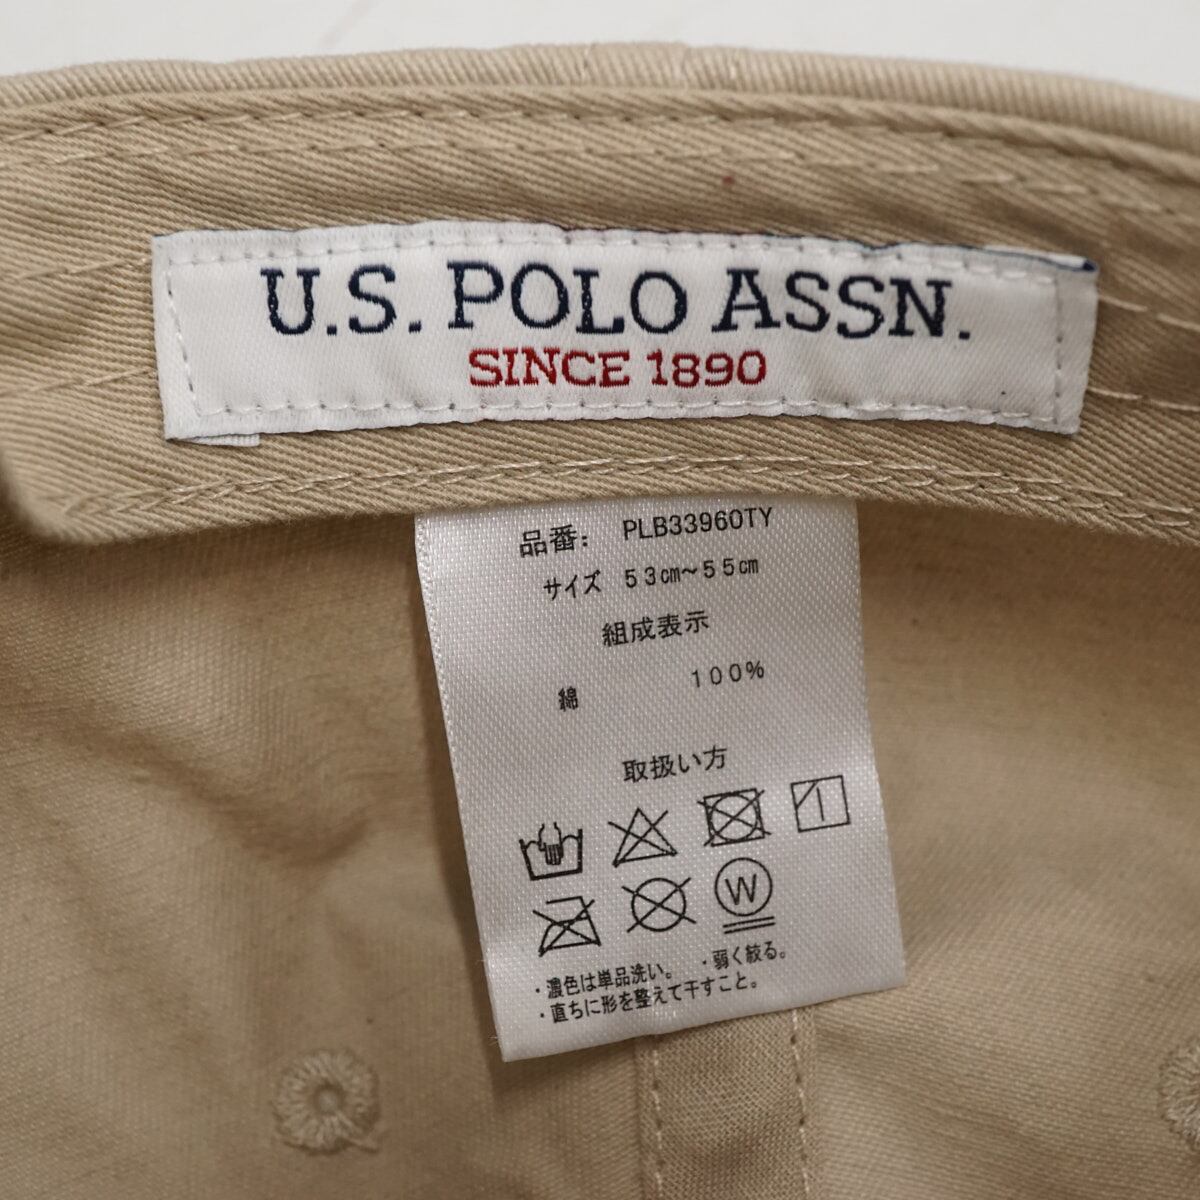 U.S. POLO ASSN.
SINCE 1890
品番: PLB33960TY
サイズ 53㎝～55㎝
組成表示
綿 100%
取扱い方
W
・濃色は単品洗い。 ・弱く絞る。
・直ちに形を整えて干すこと。